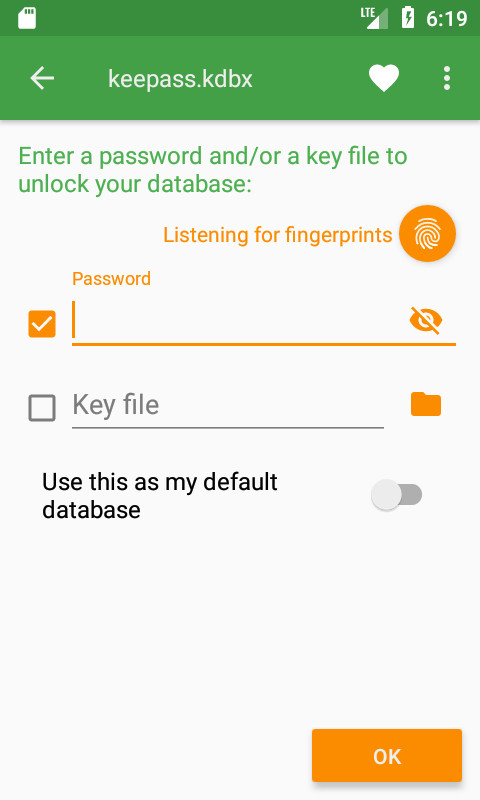 LTE 6:19
keepass.kdbx
Enter a password and/or a key file to
unlock your database:
Listening for fingerprints
Password
Key file
Use this as my default
database
OK